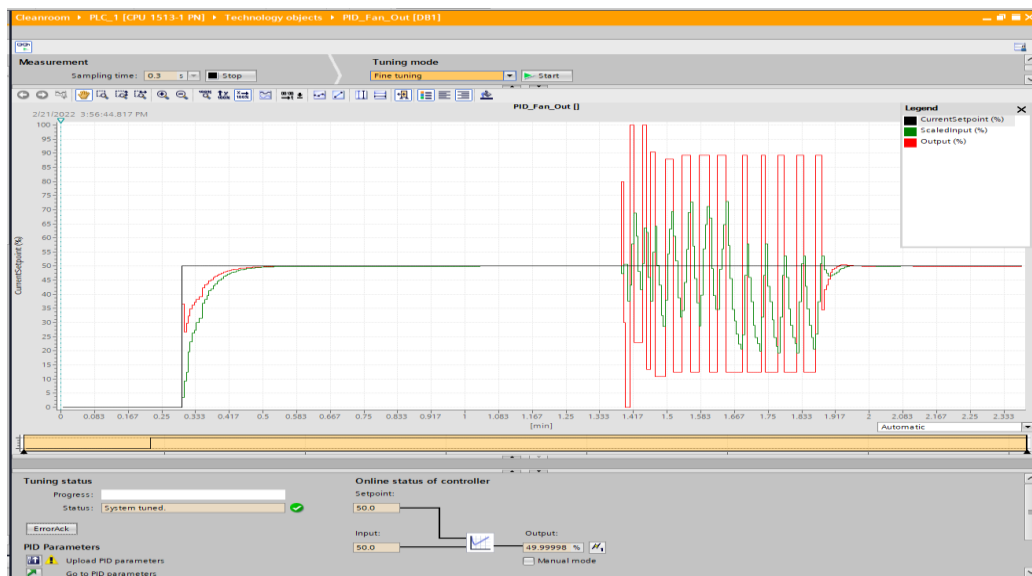 Cleanroom ▸ PLC_1 [CPU 1513-1 PN] ▸ Technology objects ▸ PID_Fan_Out [DB1]
Measurement
Tuning mode
Sampling time: 0.3 s Stop
Fine tuning Start
PID_Fan_Out []
2/21/2022 3:56:44.817 PM
Legend
CurrentSetpoint (%)
ScaledInput (%)
Output (%)
CurrentSetpoint (%)
100
95
90
85
80
75
70
65
60
55
50
45
40
35
30
25
20
15
10
5
0
0 0.083 0.167 0.25 0.333 0.417 0.5 0.583 0.667 0.75 0.833 0.917 1 1.083 1.167 1.25 1.333 1.417 1.5 1.583 1.667 1.75 1.833 1.917 2 2.083 2.167 2.25 2.333
[min]
Automatic
Tuning status
Progress:
Status: System tuned.
ErrorAck
PID Parameters
Upload PID parameters
Go to PID parameters
Online status of controller
Setpoint:
50.0
Input:
50.0
Output:
49.99998 %
Manual mode